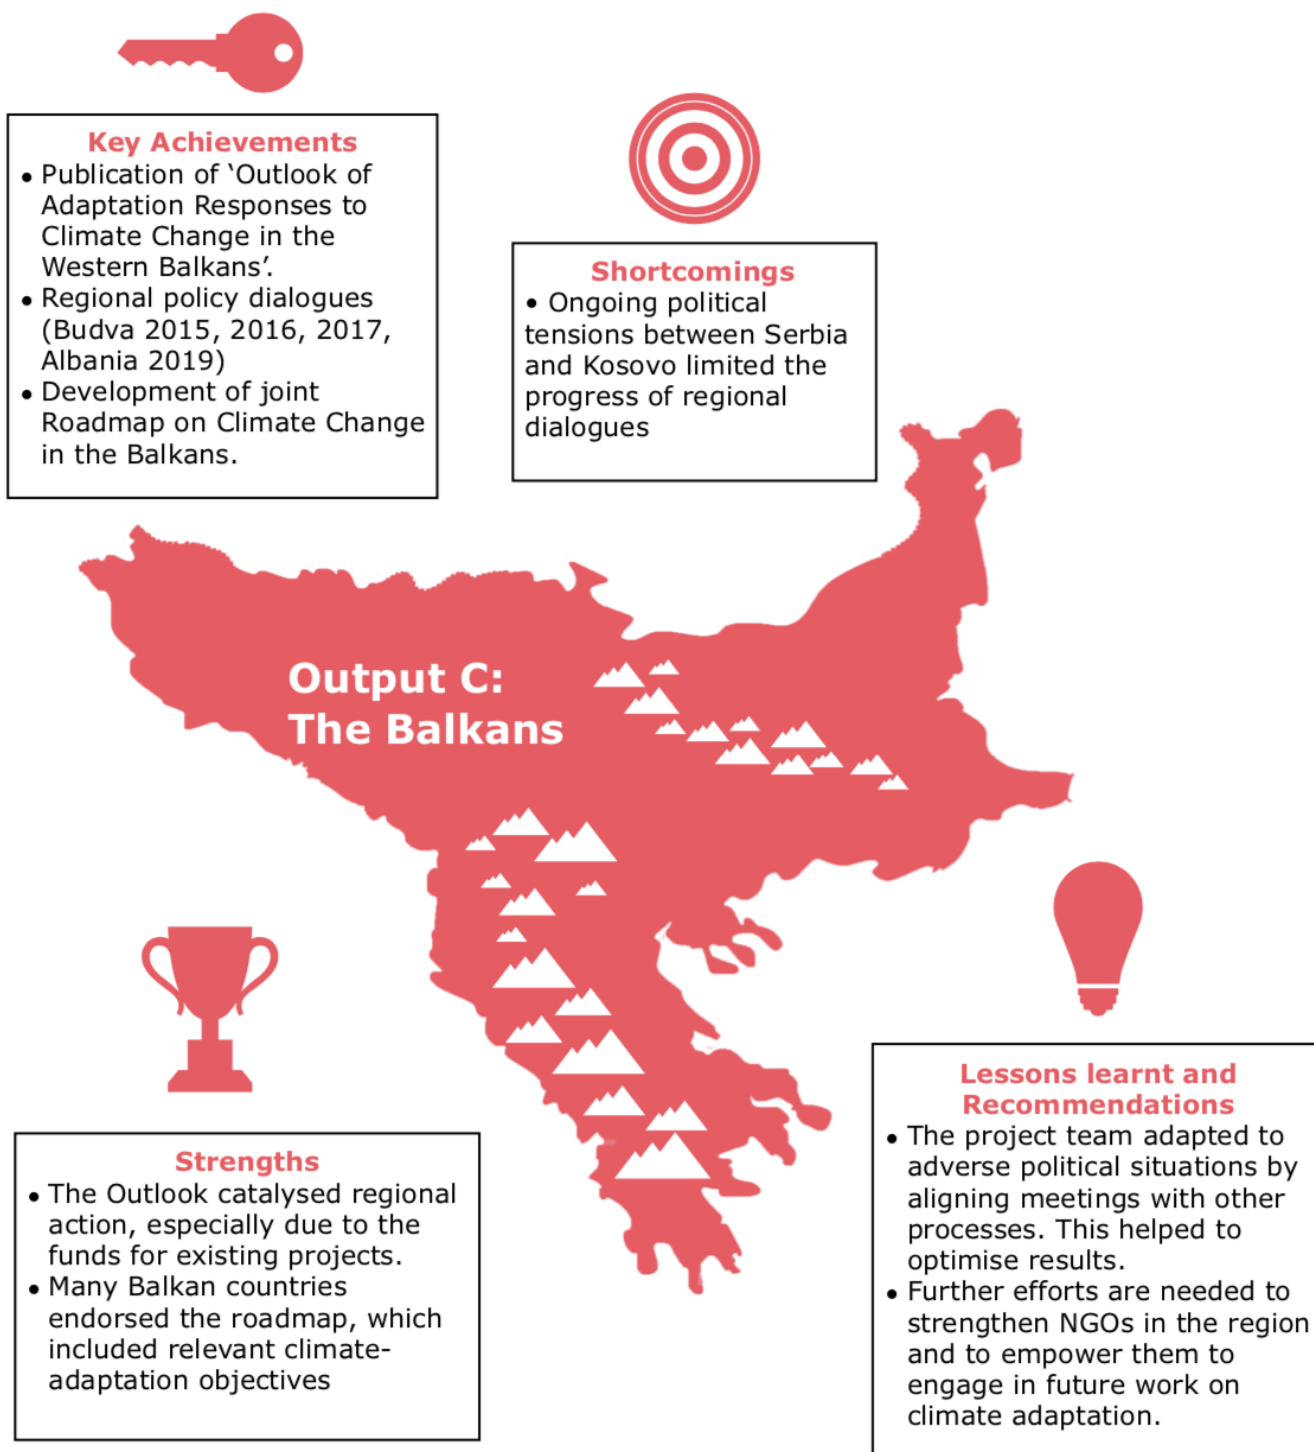 Key Achievements
• Publication of ‘Outlook of
Adaptation Responses to
Climate Change in the
Western Balkans’.
• Regional policy dialogues
(Budva 2015, 2016, 2017,
Albania 2019)
• Development of joint
Roadmap on Climate Change
in the Balkans.
Shortcomings
• Ongoing political
tensions between Serbia
and Kosovo limited the
progress of regional
dialogues
Output C:
The Balkans
Strengths
• The Outlook catalysed regional
action, especially due to the
funds for existing projects.
• Many Balkan countries
endorsed the roadmap, which
included relevant climate-
adaptation objectives
Lessons learnt and
Recommendations
• The project team adapted to
adverse political situations by
aligning meetings with other
processes. This helped to
optimise results.
• Further efforts are needed to
strengthen NGOs in the region
and to empower them to
engage in future work on
climate adaptation.